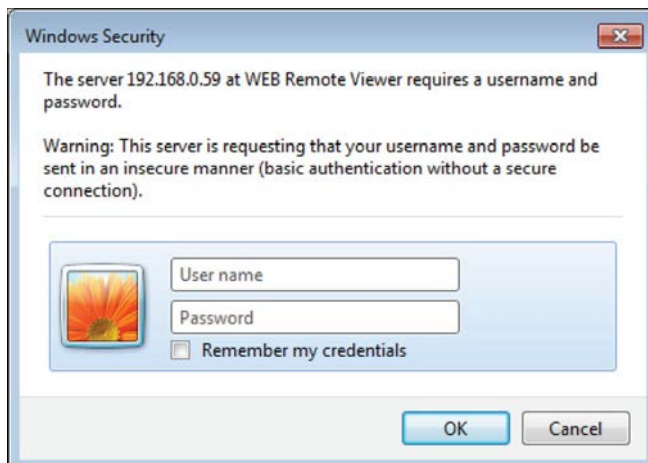 Windows Security
The server 192.168.0.59 at WEB Remote Viewer requires a username and
password.
Warning: This server is requesting that your username and password be
sent in an insecure manner (basic authentication without a secure
connection).
User name
Password
Remember my credentials
OK
Cancel